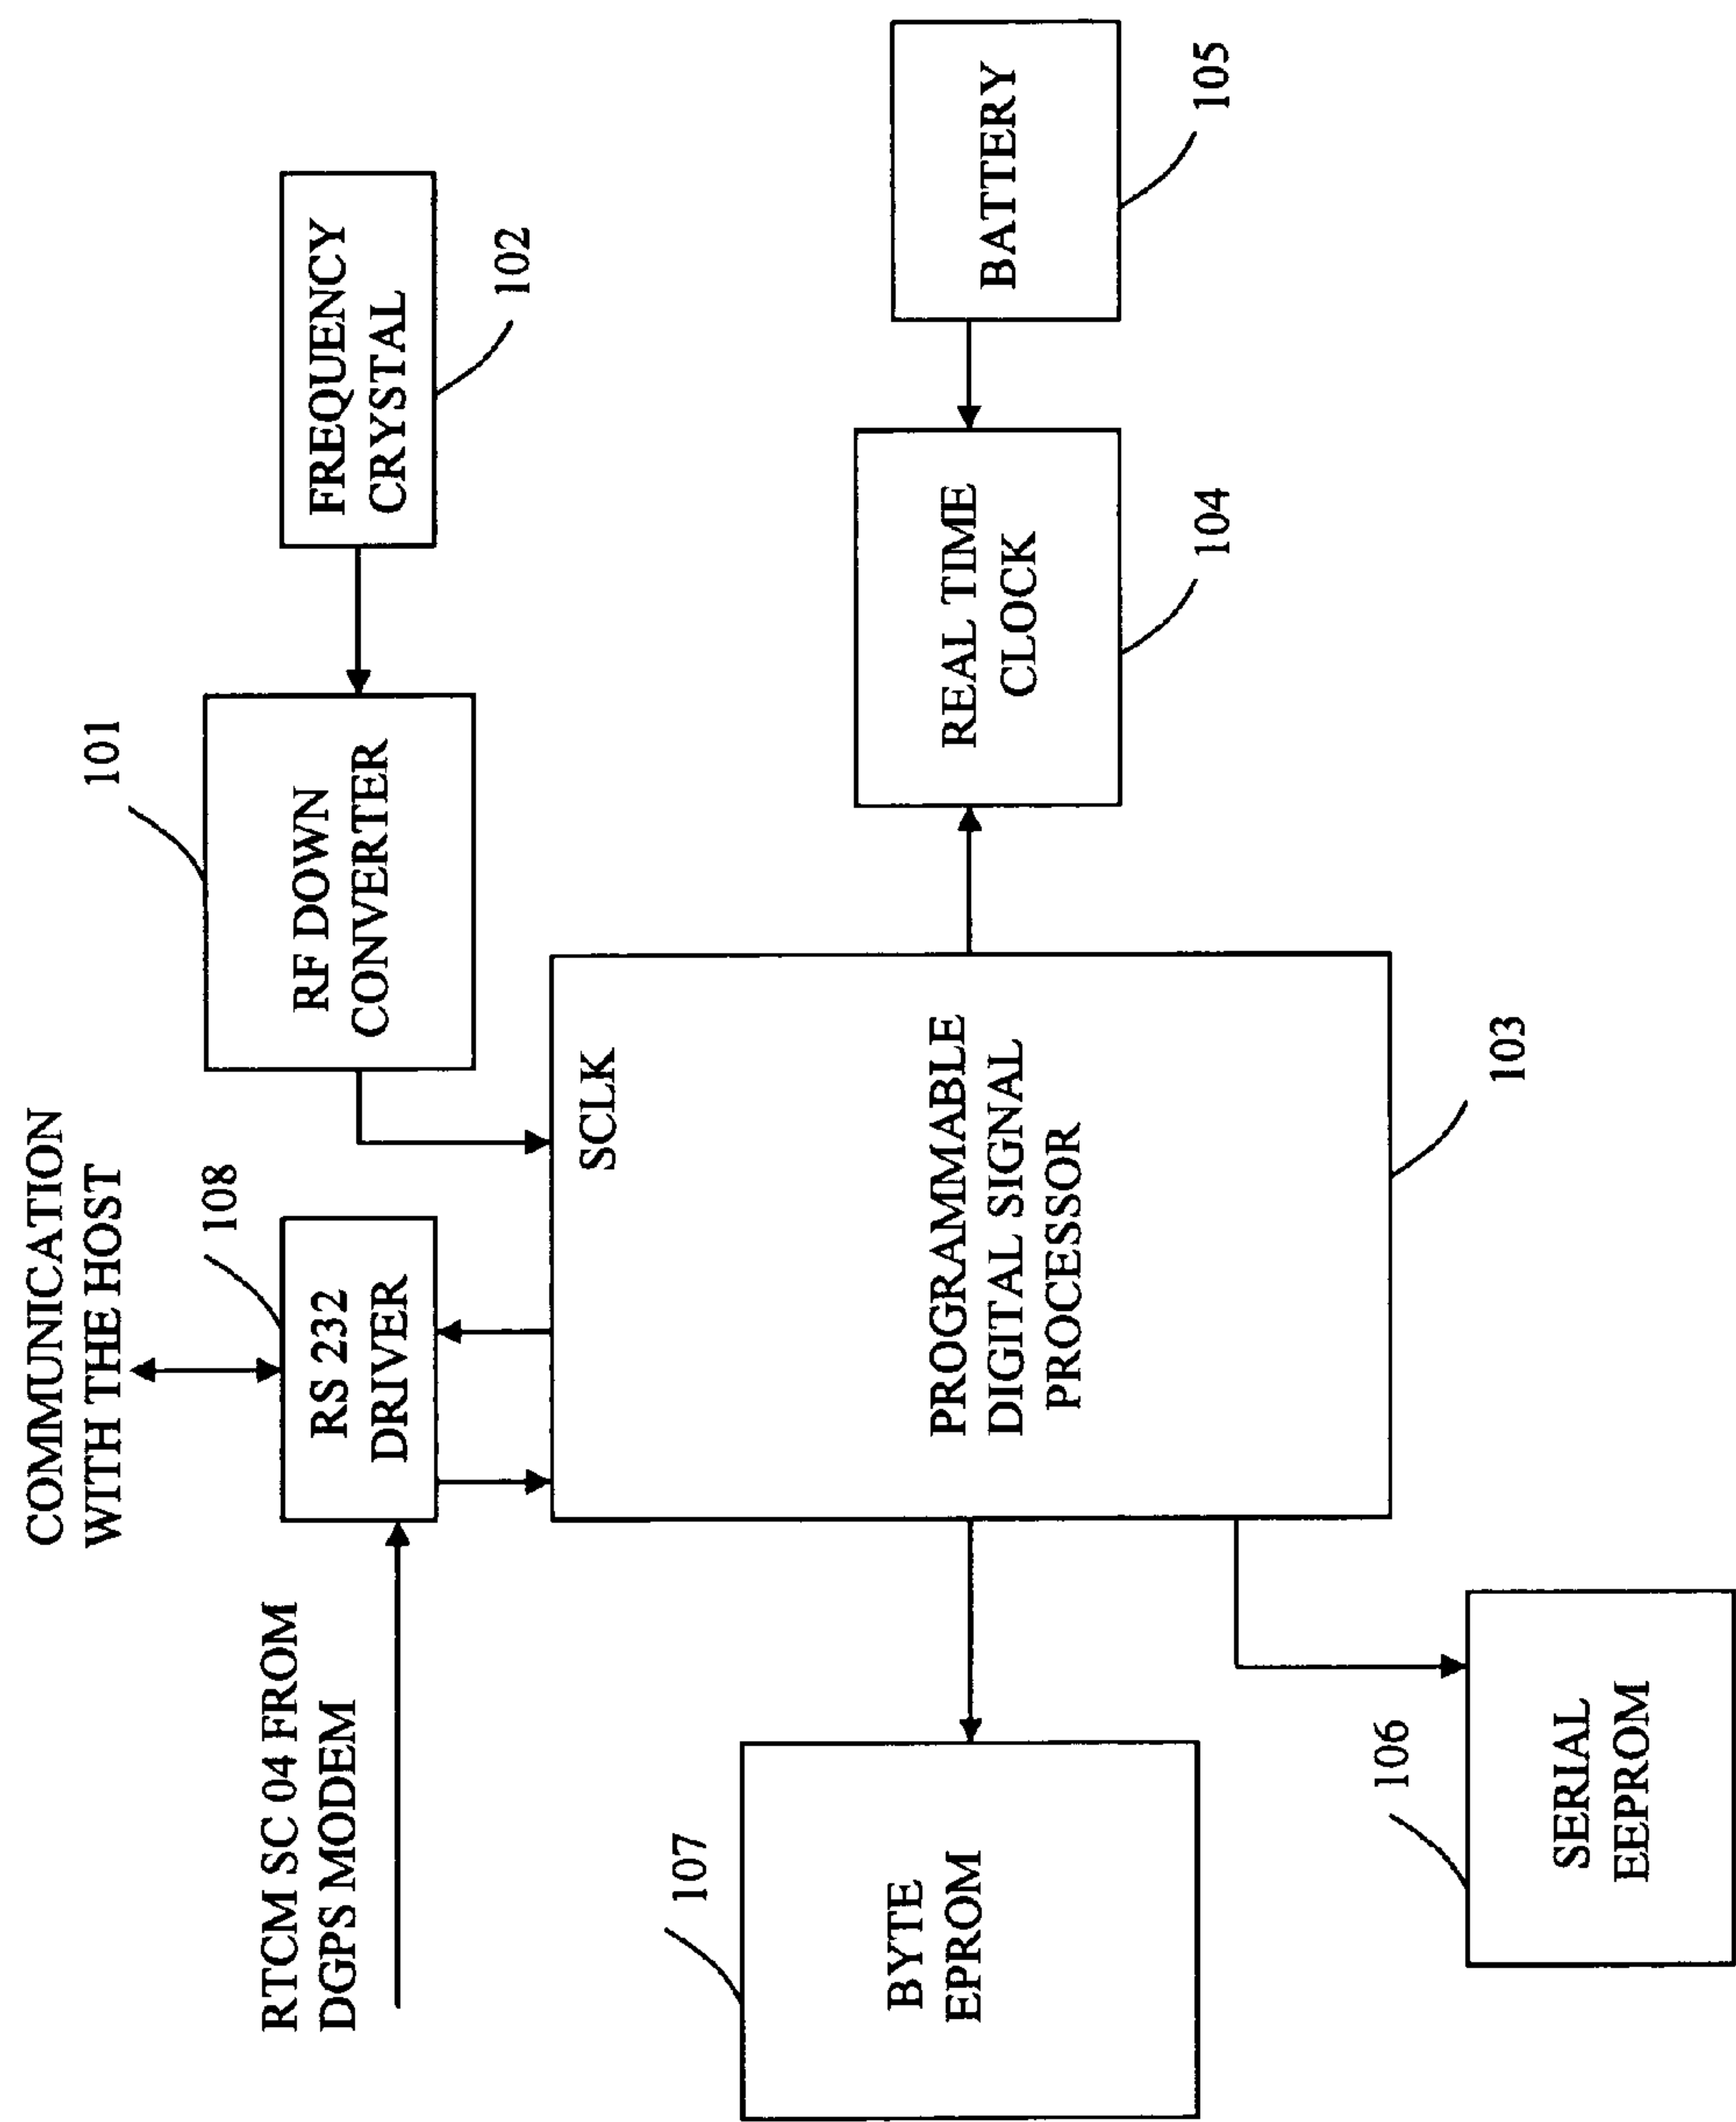 COMMUNICATION
WITH THE HOST
RTCM SC 04 FROM
DGPS MODEM
108
RS 232
DRIVER
101
RF DOWN
CONVERTER
FREQUENCY
CRYSTAL
102
SCLK
107
BYTE
EPROM
PROGRAMMABLE
DIGITAL SIGNAL
PROCESSOR
103
REAL TIME
CLOCK
104
BATTERY
105
106
SERIAL
EEPROM